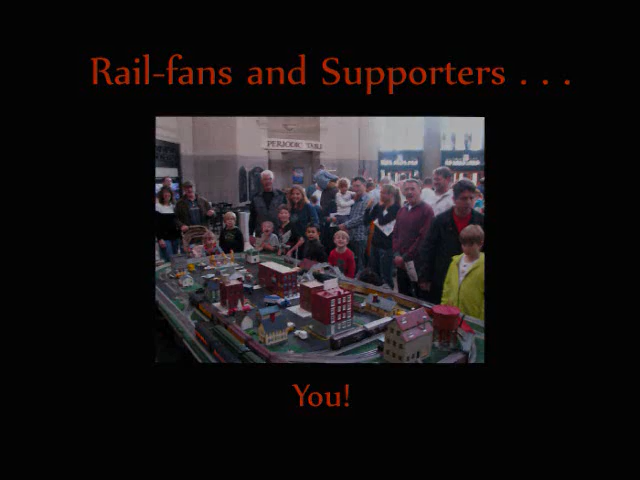 Rail-fans and Supporters . . .
PERIODIC TABLE
You!